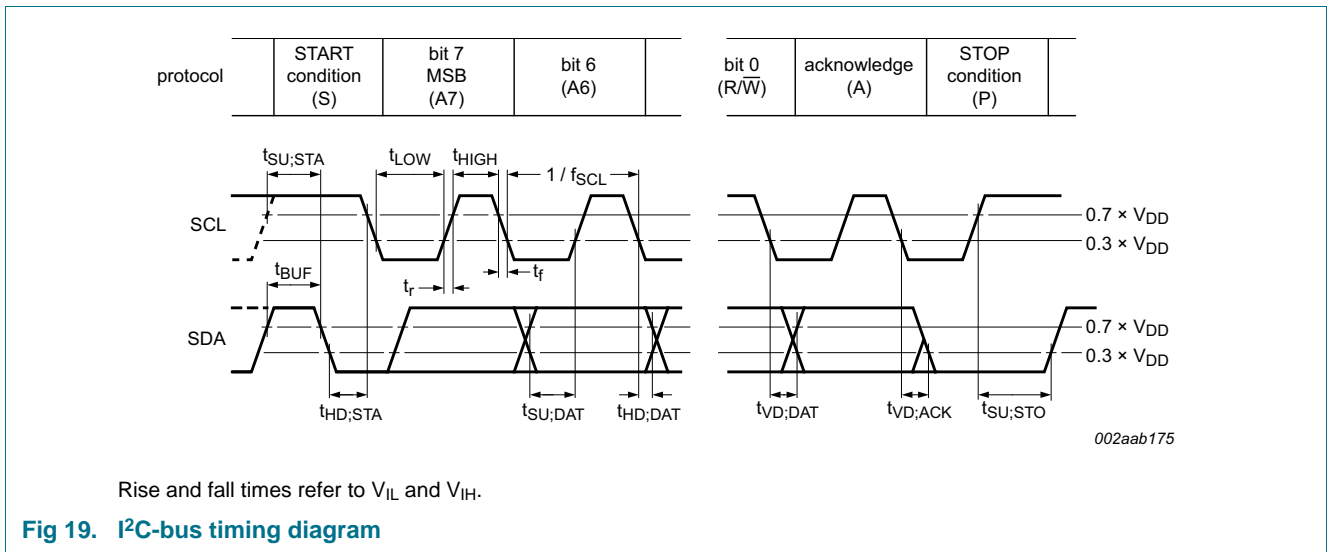 protocol
START
condition
(S)
bit 7
MSB
(A7)
bit 6
(A6)
bit 0
(R/W̅)
acknowledge
(A)
STOP
condition
(P)
tSU;STA
tLOW
tHIGH
1 / fSCL
SCL
0.7 × VDD
0.3 × VDD
tBUF
tr
tf
SDA
0.7 × VDD
0.3 × VDD
tHD;STA
tSU;DAT
tHD;DAT
tVD;DAT
tVD;ACK
tSU;STO
002aab175
Rise and fall times refer to VIL and VIH.
Fig 19. I²C-bus timing diagram